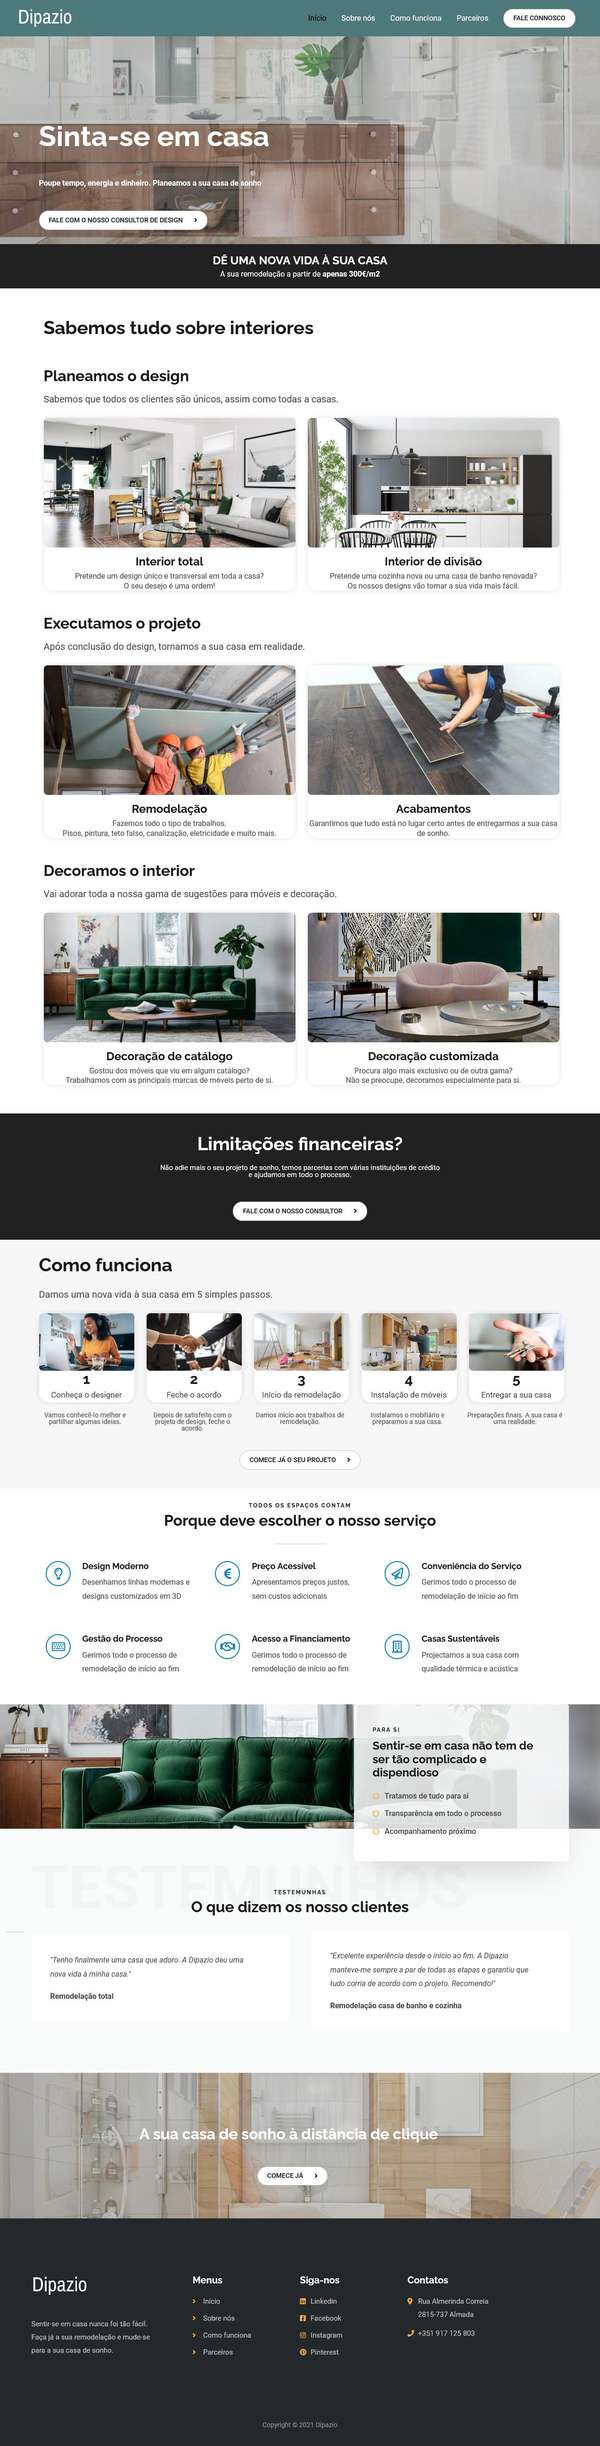 Dipazio
Início
Sobre nós
Como funciona
Parceiros
FALE CONNOSCO
Sinta-se em casa
Poupe tempo, energia e dinheiro. Planeamos a sua casa de sonho
FALE COM O NOSSO CONSULTOR DE DESIGN
DÊ UMA NOVA VIDA À SUA CASA
A sua remodelação a partir de apenas 300€/m2
Sabemos tudo sobre interiores
Planeamos o design
Sabemos que todos os clientes são únicos, assim como todas a casas.
Interior total
Pretende um design único e transversal em toda a casa?
O seu desejo é uma ordem!
Interior de divisão
Pretende uma cozinha nova ou uma casa de banho renovada?
Os nossos designs vão tornar a sua vida mais fácil.
Executamos o projeto
Após conclusão do design, tornamos a sua casa em realidade.
Remodelação
Fazemos todo o tipo de trabalhos.
Pisos, pintura, teto falso, canalização, eletricidade e muito mais.
Acabamentos
Garantimos que tudo está no lugar certo antes de entregarmos a sua casa
de sonho.
Decoramos o interior
Vai adorar toda a nossa gama de sugestões para móveis e decoração.
Decoração de catálogo
Gostou dos móveis que viu em algum catálogo?
Trabalhamos com as principais marcas de móveis perto de si.
Decoração customizada
Procura algo mais exclusivo ou de outra gama?
Não se preocupe, decoramos especialmente para si.
Limitações financeiras?
Não adie mais o seu projeto de sonho, temos parcerias com várias instituições de crédito
e ajudamos em todo o processo.
FALE COM O NOSSO CONSULTOR
Como funciona
Damos uma nova vida à sua casa em 5 simples passos.
1
Conheça o designer
Vamos conhecê-lo melhor e
partilhar algumas ideias.
2
Feche o acordo
Depois de satisfeito com o
projeto de design, feche o
acordo.
3
Início da remodelação
Damos início aos trabalhos de
remodelação.
4
Instalação de móveis
Instalamos o mobiliário e
preparamos a sua casa.
5
Entregar a sua casa
Preparações finais. A sua casa é
uma realidade.
COMECE JÁ O SEU PROJETO
TODOS OS ESPAÇOS CONTAM
Porque deve escolher o nosso serviço
Design Moderno
Desenhamos linhas modernas e
designs customizados em 3D
Preço Acessível
Apresentamos preços justos,
sem custos adicionais
Conveniência do Serviço
Gerimos todo o processo de
remodelação de início ao fim
Gestão do Processo
Gerimos todo o processo de
remodelação de início ao fim
Acesso a Financiamento
Gerimos todo o processo de
remodelação de início ao fim
Casas Sustentáveis
Projectamos a sua casa com
qualidade térmica e acústica
PARA SI
Sentir-se em casa não tem de
ser tão complicado e
dispendioso
Tratamos de tudo para si
Transparência em todo o processo
Acompanhamento próximo
TESTEMUNHOS
TESTEMUNHAS
O que dizem os nossos clientes
"Tenho finalmente uma casa que adoro. A Dipazio deu uma
nova vida à minha casa."
Remodelação total
"Excelente experiência desde o início ao fim. A Dipazio
manteve-me sempre a par de todas as etapas e garantiu que
tudo corria de acordo com o projeto. Recomendo!"
Remodelação casa de banho e cozinha
A sua casa de sonho à distância de clique
COMECE JÁ
Dipazio
Sentir-se em casa nunca foi tão fácil.
Faça já a sua remodelação e mude-se
para a sua casa de sonho.
Menus
Início
Sobre nós
Como funciona
Parceiros
Siga-nos
Linkedin
Facebook
Instagram
Pinterest
Contatos
Rua Almerinda Correia
2815-737 Almada
+351 917 125 803
Copyright © 2021 Dipazio